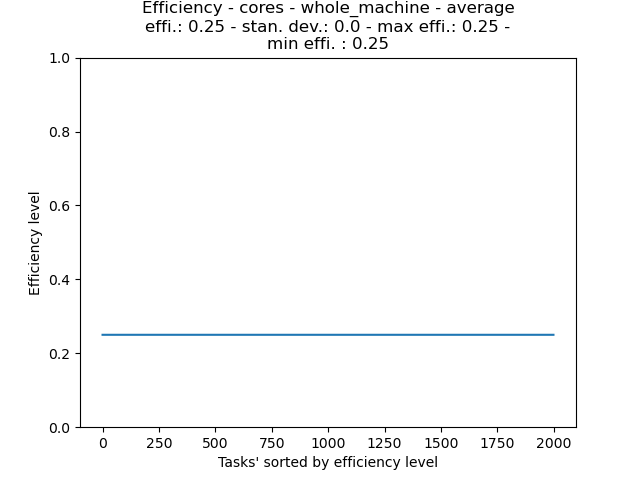 Efficiency - cores - whole_machine - average
effi.: 0.25 - stan. dev.: 0.0 - max effi.: 0.25 -
min effi. : 0.25
1.0
0.8
0.6
0.4
0.2
0.0
Efficiency level
0 250 500 750 1000 1250 1500 1750 2000
Tasks' sorted by efficiency level